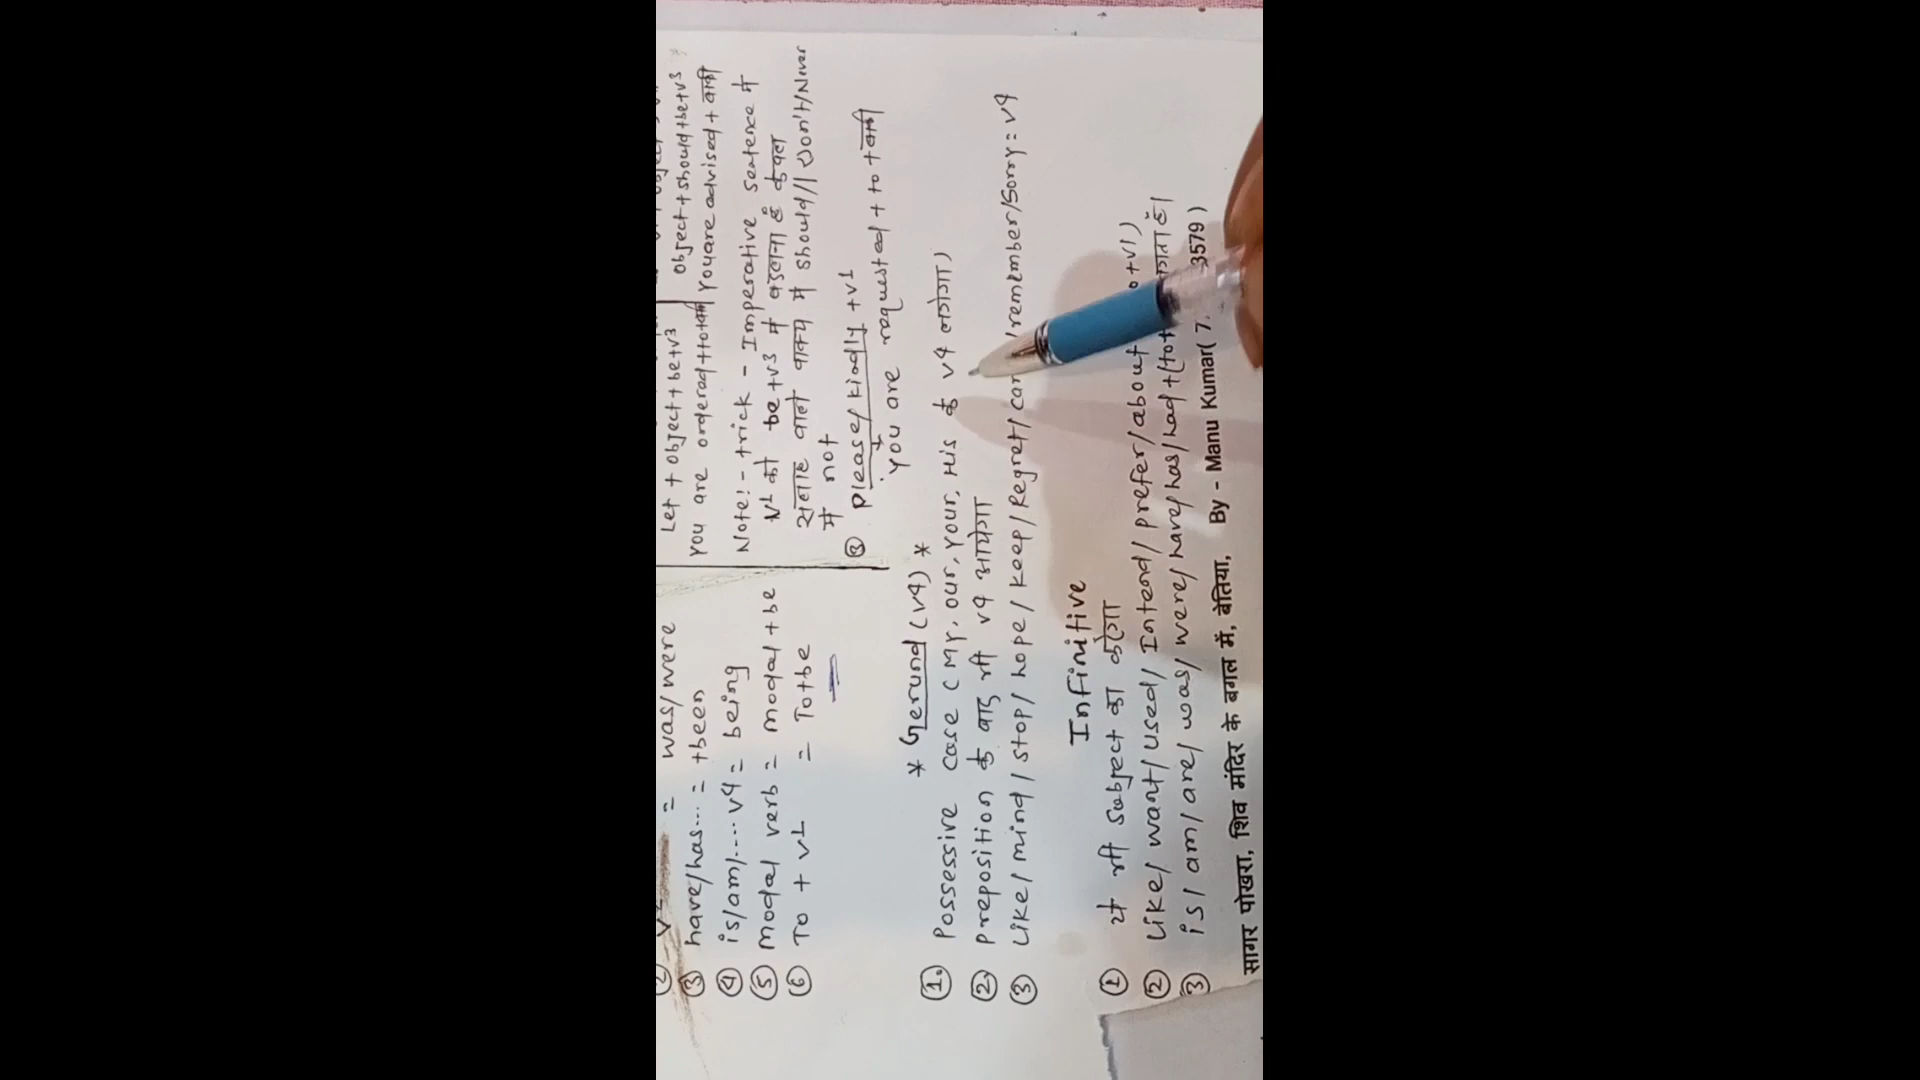 Let + object+be+v³
object+should+be+v³
You are ordered+to+
You are advised + बाकी
Note:- trick - Imperative sentence में
V¹ को be+v³ में बदलना है केवल
सलाह वाले वाक्य में should// Don't/Never
में not
③ Please/Kindly +v1
You are requested + to + बाकी
= was/were
③ have/has... = +been
④ is/am/....v4 = being
⑤ modal verb = modal + be
⑥ To + v1 = To+be
* Gerund (v4) *
①. Possessive case (My, our, your, His के v4 लगेगा)
②. Preposition के बाद भी v4 आयेगा
③ Like/ mind / stop/ hope/ keep/ Regret/ remember/Sorry = v4
Infinitive
① ये भी subject का
② Like/ want/ used/ Intend/ prefer/ about +v1)
③ is/ am/ are/ was/ were/ have/ has/ had +(to+ है।
सागर पोखरा, शिव मंदिर के बगल में, बेतिया, By - Manu Kumar( 7 3579 )